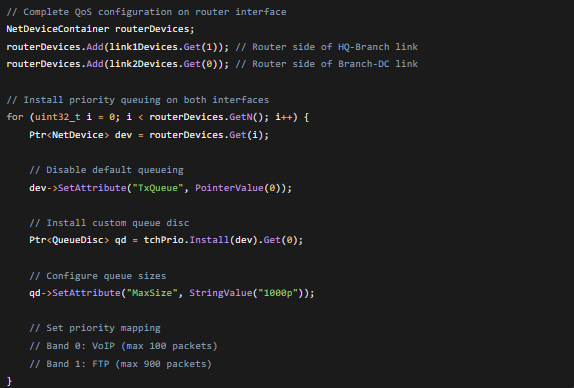 // Complete QoS configuration on router interface
NetDeviceContainer routerDevices;
routerDevices.Add(link1Devices.Get(1)); // Router side of HQ-Branch link
routerDevices.Add(link2Devices.Get(0)); // Router side of Branch-DC link
// Install priority queuing on both interfaces
for (uint32_t i = 0; i < routerDevices.GetN(); i++) {
Ptr<NetDevice> dev = routerDevices.Get(i);
// Disable default queueing
dev->SetAttribute("TxQueue", PointerValue(0));
// Install custom queue disc
Ptr<QueueDisc> qd = tchPrio.Install(dev).Get(0);
// Configure queue sizes
qd->SetAttribute("MaxSize", StringValue("1000p"));
// Set priority mapping
// Band 0: VoIP (max 100 packets)
// Band 1: FTP (max 900 packets)
}